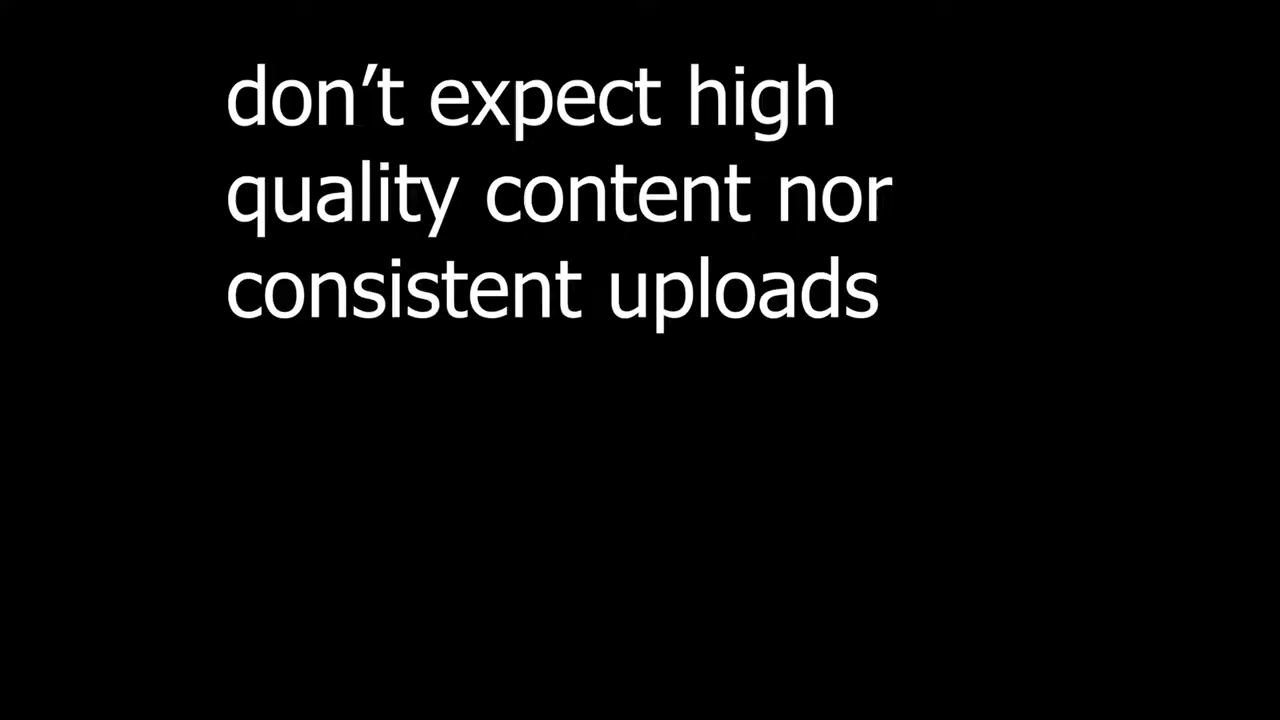 don’t expect high
quality content nor
consistent uploads